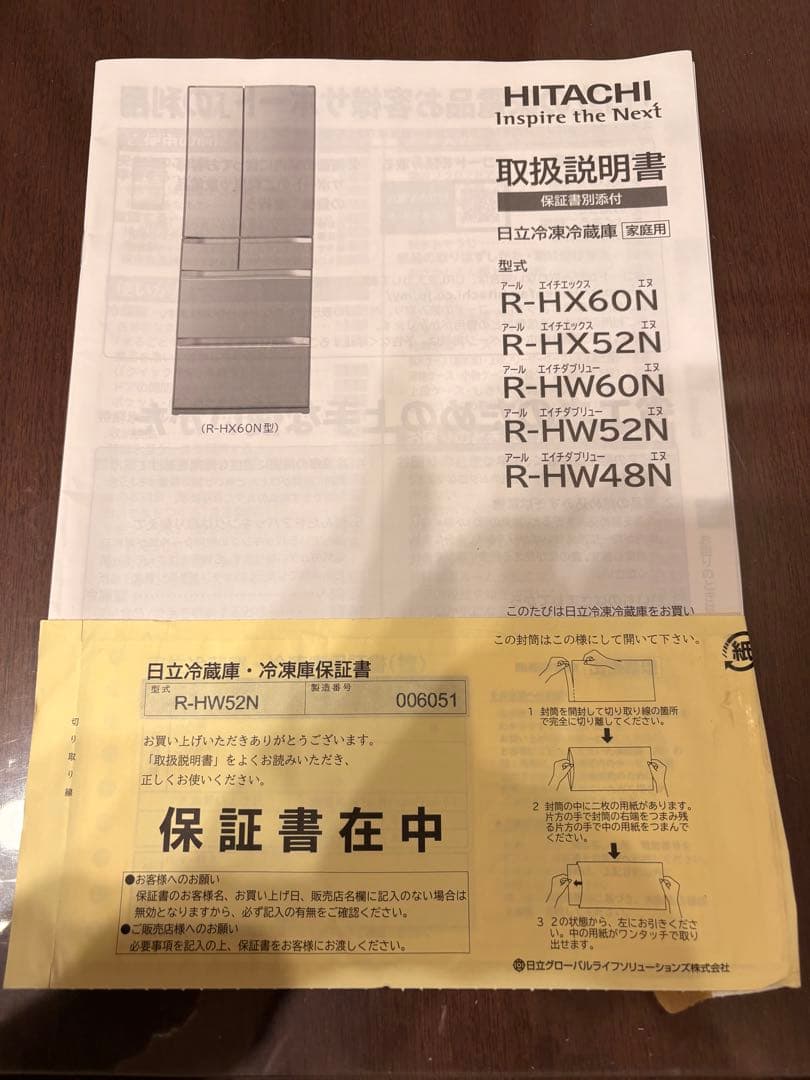 HITACHI
Inspire the Next
取扱説明書
保証書別添付
日立冷凍冷蔵庫 家庭用
型式
アール エイチエックス エヌ
R-HX60N
アール エイチエックス エヌ
R-HX52N
アール エイチダブリュー エヌ
R-HW60N
アール エイチダブリュー エヌ
R-HW52N
アール エイチダブリュー エヌ
R-HW48N
(R-HX60N型)
このたびは日立冷凍冷蔵庫をお買い
日立冷蔵庫・冷凍庫保証書
型式 R-HW52N 製造番号 006051
切り取り線
お買い上げいただきありがとうございます。
「取扱説明書」をよくお読みいただき、
正しくお使いください。
保証書在中
●お客様へのお願い
保証書のお客様名、お買い上げ日、販売店名欄に記入のない場合は
無効となりますから、必ず記入の有無をご確認ください。
●ご販売店様へのお願い
必要事項を記入の上、保証書をお客様にお渡しください。
この封筒はこの様にして開いて下さい。
紙
1 封筒を開封して切り取り線の箇所
で完全に切り離してください。
2 封筒の中に二枚の用紙があります。
片方の手で封筒の右端をつまみ残
る片方の手で中の用紙をつまんで
ください。
3 2の状態から、左にお引きくださ
い。中の用紙がワンタッチで取り
出せます。
日立グローバルライフソリューションズ株式会社